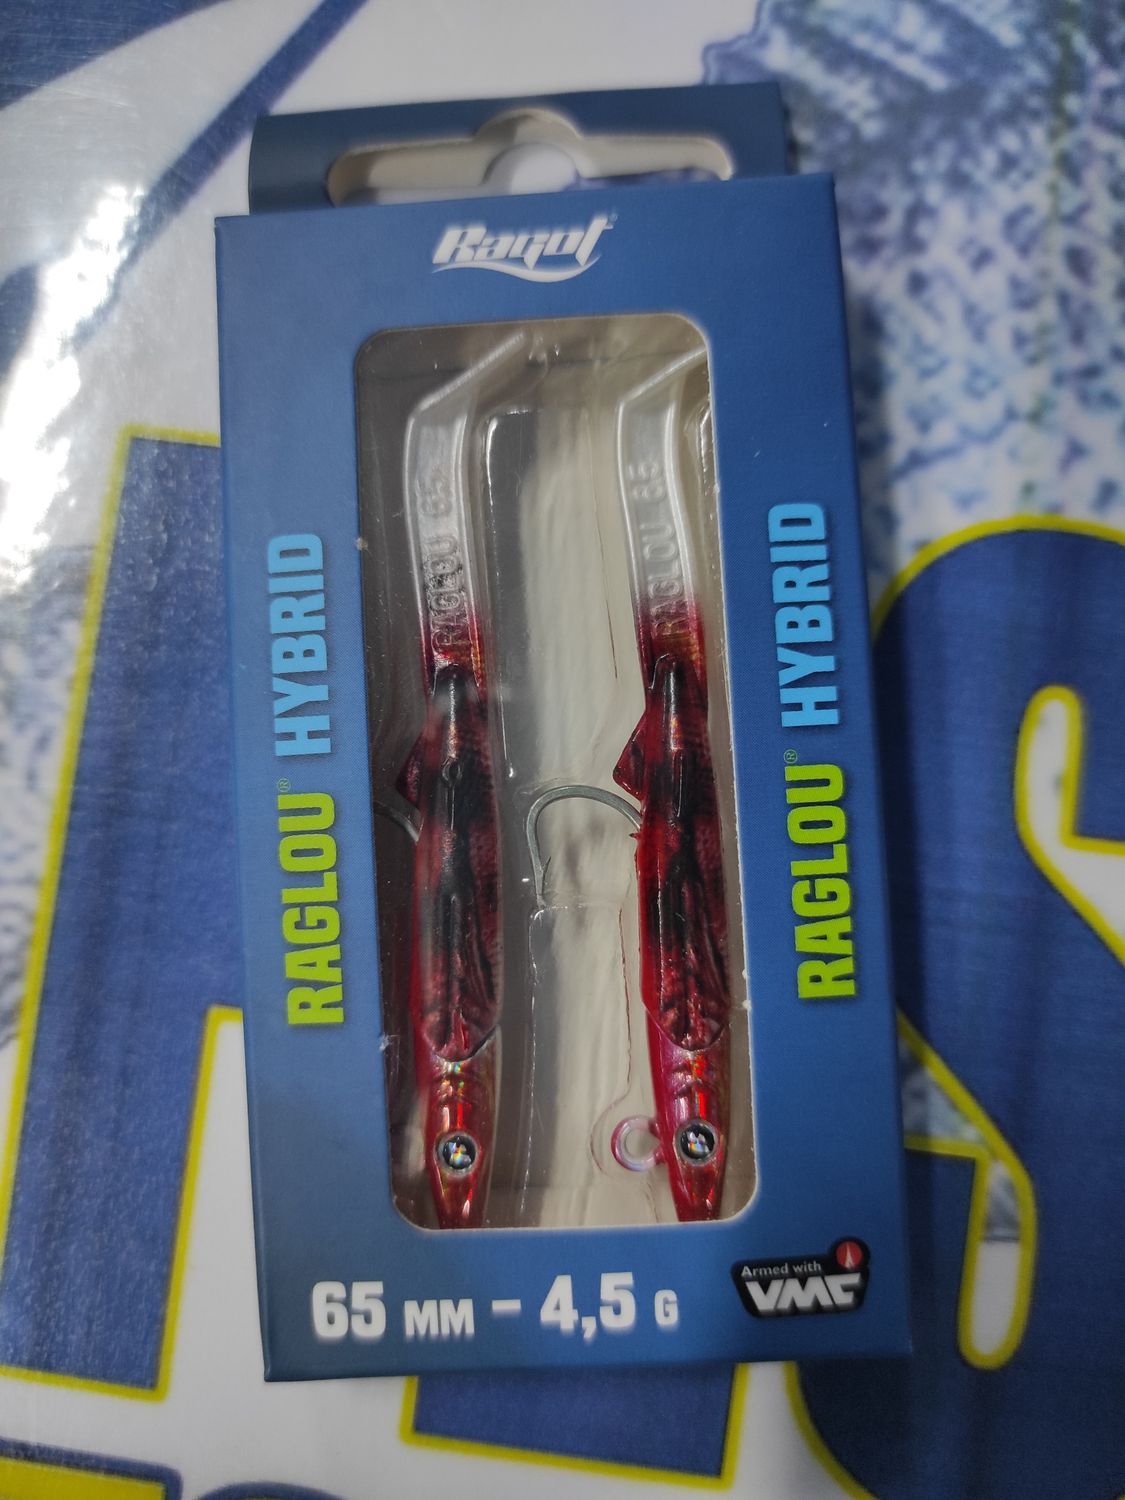 Ragot®
RAGLOU® HYBRID
RAGLOU® HYBRID
RAGLOU 65
RAGLOU 65
65 MM - 4,5 G
Armed with
VMC